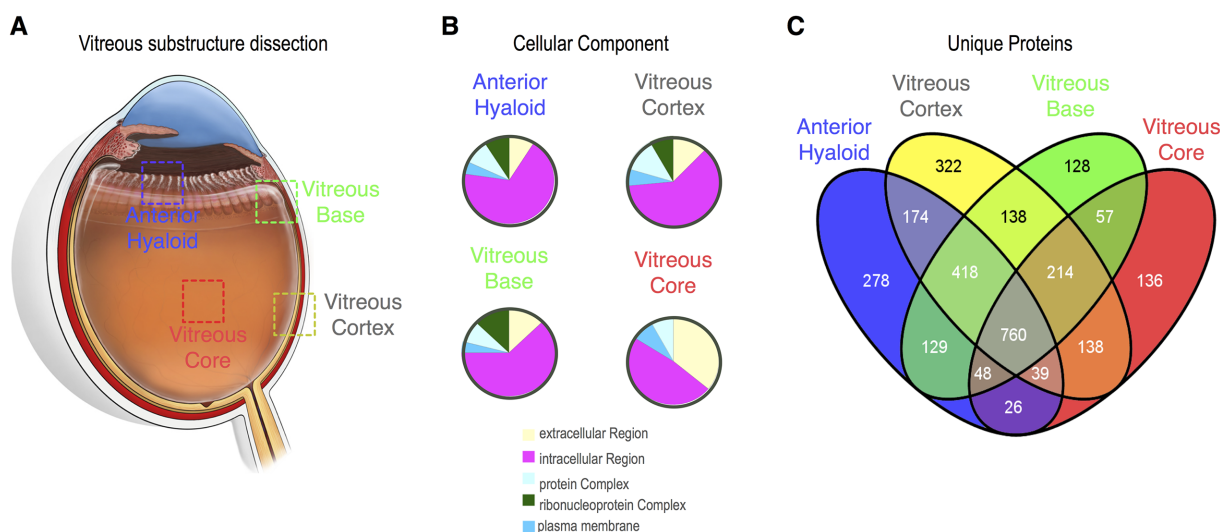 A
Vitreous substructure dissection
Anterior
Hyaloid
Vitreous
Base
Vitreous
Core
Vitreous
Cortex
B
Cellular Component
Anterior
Hyaloid
Vitreous
Cortex
Vitreous
Base
Vitreous
Core
extracellular Region
intracellular Region
protein Complex
ribonucleoprotein Complex
plasma membrane
C
Unique Proteins
Anterior
Hyaloid
Vitreous
Cortex
Vitreous
Base
Vitreous
Core
322
128
174
138
57
278
418
214
136
760
129
138
48
39
26